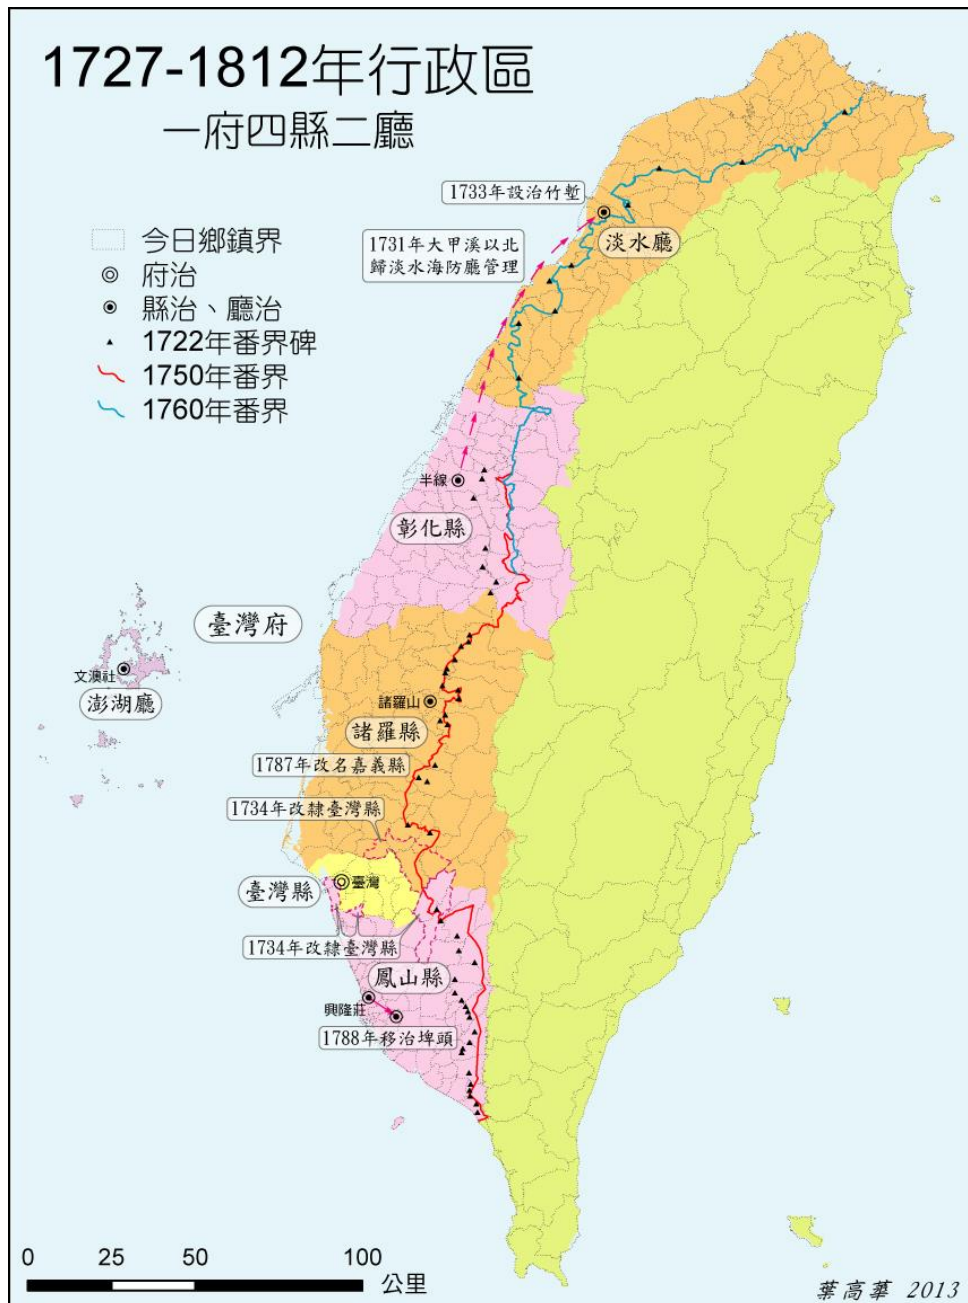 1727-1812年行政區
一府四縣二廳
今日鄉鎮界
府治
縣治、廳治
1722年番界碑
1750年番界
1760年番界
1733年設治竹塹
1731年大甲溪以北
歸淡水海防廳管理
淡水廳
半線
彰化縣
臺灣府
文澳社
澎湖廳
諸羅山
諸羅縣
1787年改名嘉義縣
1734年改隸臺灣縣
臺灣
臺灣縣
1734年改隸臺灣縣
鳳山縣
興隆莊
1788年移治埤頭
0 25 50 100
公里
葉高華 2013